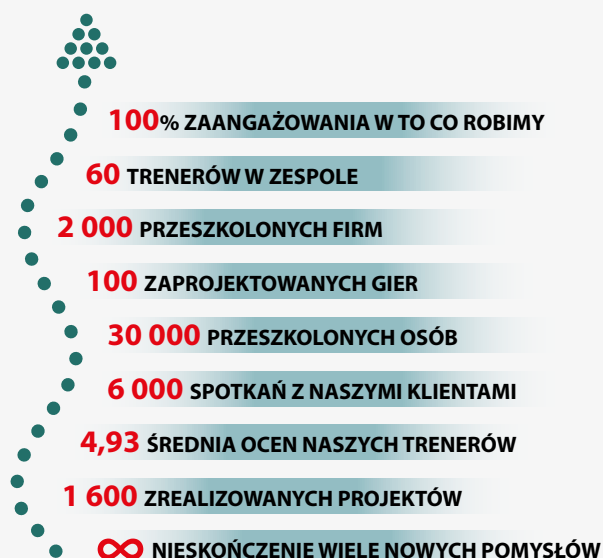 100% ZAANGAŻOWANIA W TO CO ROBIMY
60 TRENERÓW W ZESPOLE
2 000 PRZESZKOLONYCH FIRM
100 ZAPROJEKTOWANYCH GIER
30 000 PRZESZKOLONYCH OSÓB
6 000 SPOTKAŃ Z NASZYMI KLIENTAMI
4,93 ŚREDNIA OCEN NASZYCH TRENERÓW
1 600 ZREALIZOWANYCH PROJEKTÓW
∞ NIESKOŃCZENIE WIELE NOWYCH POMYSŁÓW